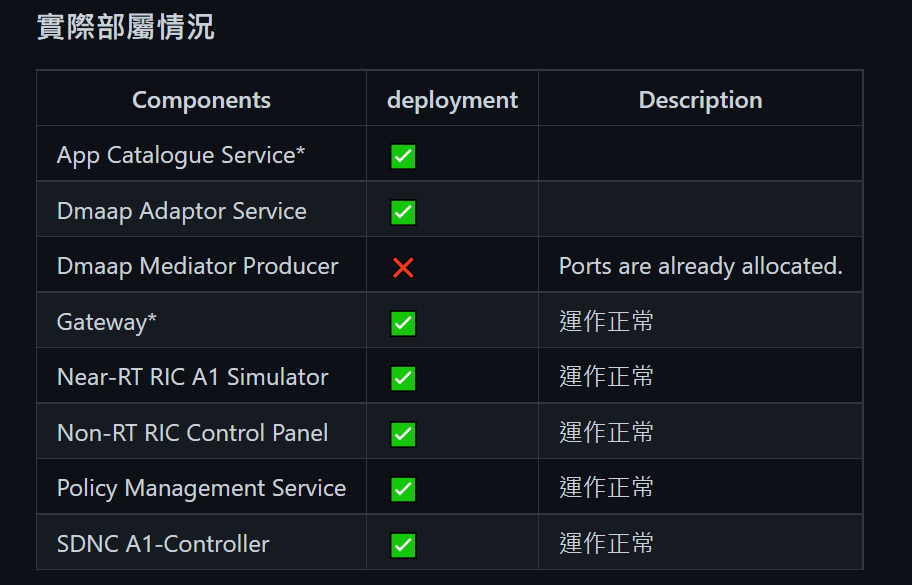 實際部屬情況
Components deployment Description
App Catalogue Service* ✅
Dmaap Adaptor Service ✅
Dmaap Mediator Producer ❌ Ports are already allocated.
Gateway* ✅ 運作正常
Near-RT RIC A1 Simulator ✅ 運作正常
Non-RT RIC Control Panel ✅ 運作正常
Policy Management Service ✅ 運作正常
SDNC A1-Controller ✅ 運作正常